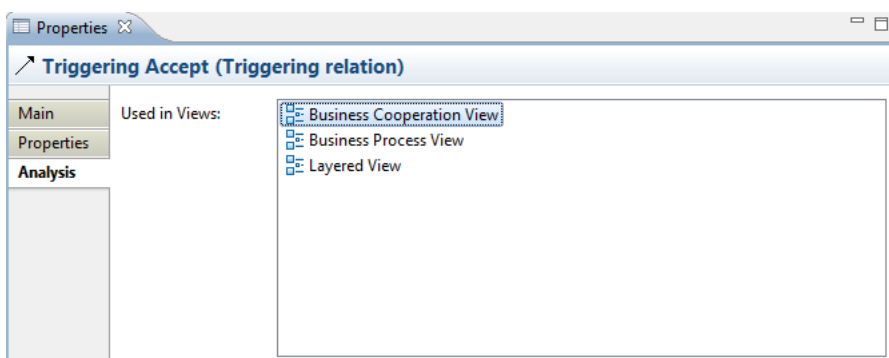 Properties
Triggering Accept (Triggering relation)
Main
Used in Views:
Business Cooperation View
Properties
Business Process View
Analysis
Layered View